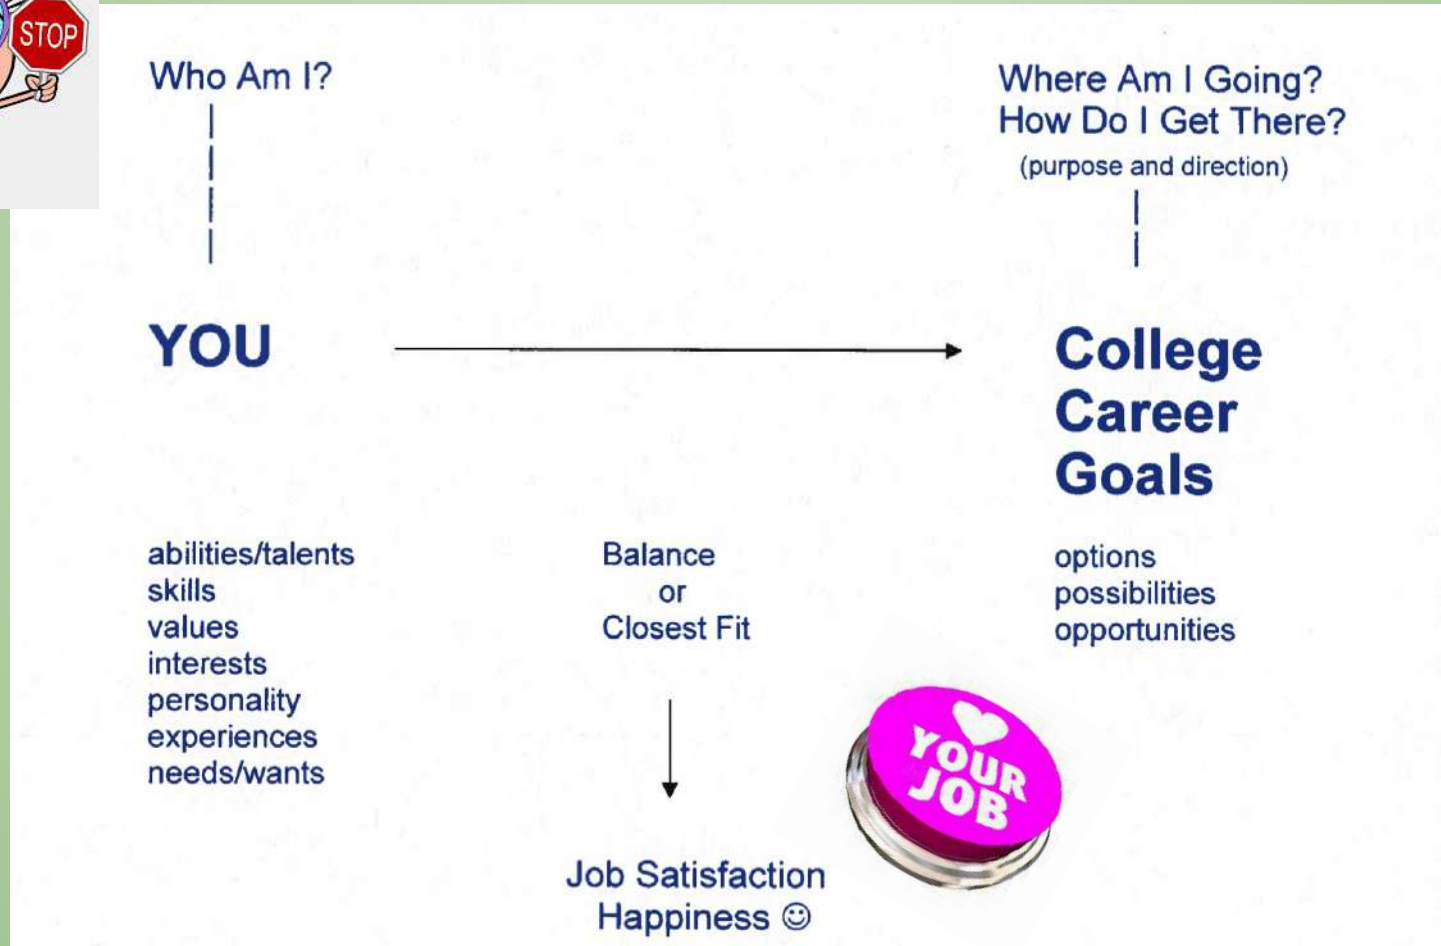 STOP
Who Am I?
Where Am I Going?
How Do I Get There?
(purpose and direction)
YOU
College
Career
Goals
abilities/talents
skills
values
interests
personality
experiences
needs/wants
Balance
or
Closest Fit
options
possibilities
opportunities
YOUR
JOB
Job Satisfaction
Happiness ☺